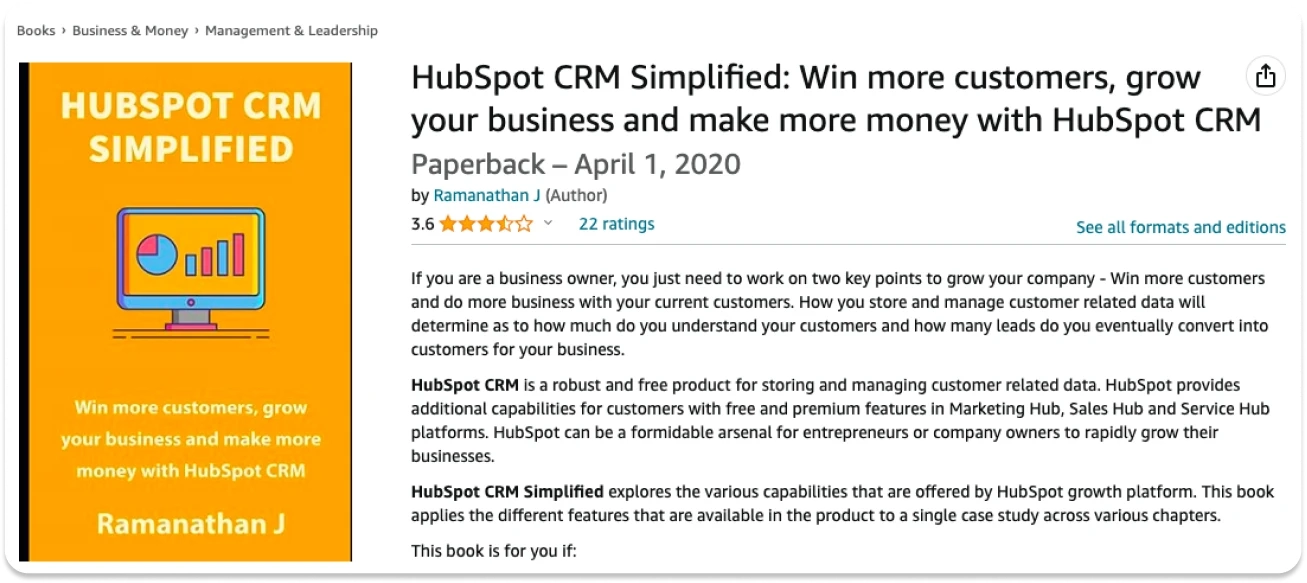 Books › Business & Money › Management & Leadership
HUBSPOT CRM
SIMPLIFIED
Win more customers, grow
your business and make more
money with HubSpot CRM
Ramanathan J
HubSpot CRM Simplified: Win more customers, grow
your business and make more money with HubSpot CRM
Paperback – April 1, 2020
by Ramanathan J (Author)
3.6 22 ratings
See all formats and editions
If you are a business owner, you just need to work on two key points to grow your company - Win more customers
and do more business with your current customers. How you store and manage customer related data will
determine as to how much do you understand your customers and how many leads do you eventually convert into
customers for your business.
HubSpot CRM is a robust and free product for storing and managing customer related data. HubSpot provides
additional capabilities for customers with free and premium features in Marketing Hub, Sales Hub and Service Hub
platforms. HubSpot can be a formidable arsenal for entrepreneurs or company owners to rapidly grow their
businesses.
HubSpot CRM Simplified explores the various capabilities that are offered by HubSpot growth platform. This book
applies the different features that are available in the product to a single case study across various chapters.
This book is for you if: